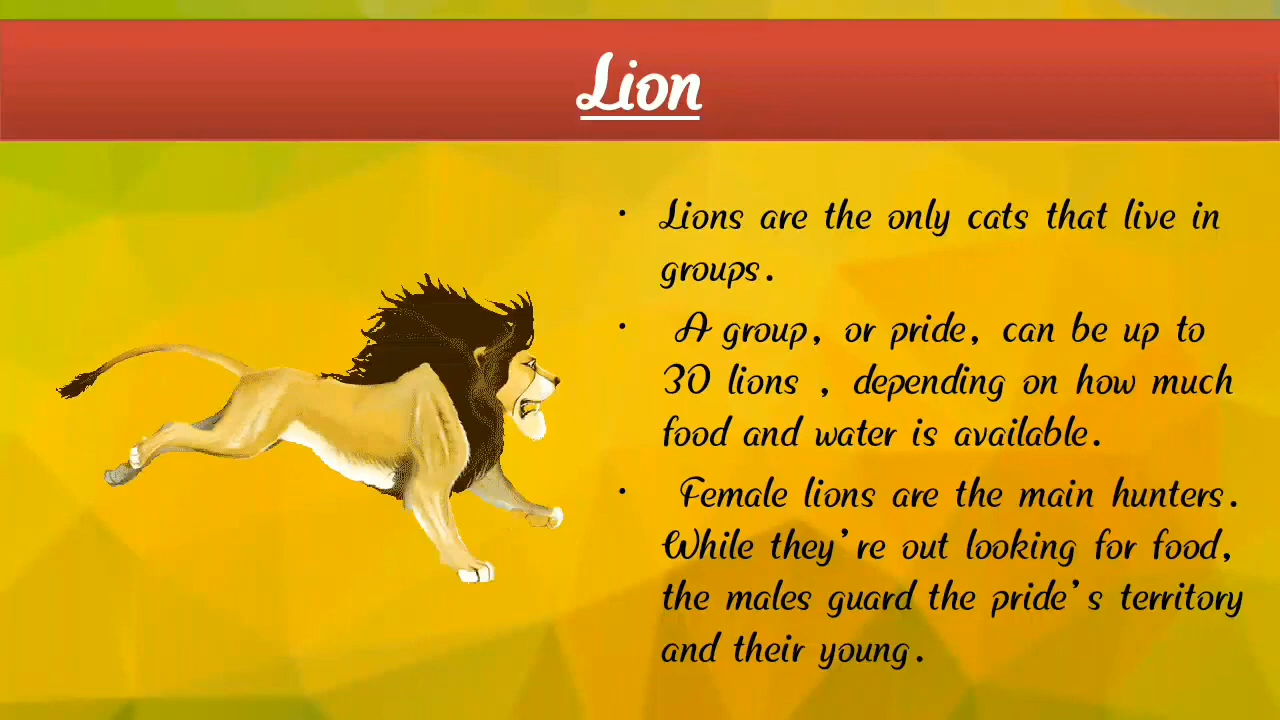 Lion
• Lions are the only cats that live in
groups.
• A group, or pride, can be up to
30 lions , depending on how much
food and water is available.
• Female lions are the main hunters.
While they’re out looking for food,
the males guard the pride’s territory
and their young.